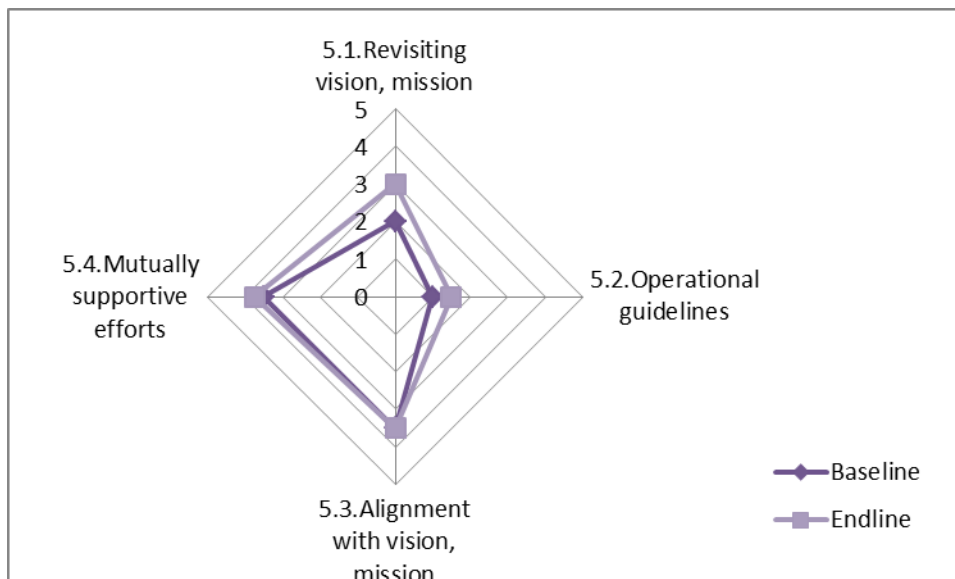 5.1.Revisiting
vision, mission
5
4
3
2
1
0
5.2.Operational
guidelines
5.4.Mutually
supportive
efforts
5.3.Alignment
with vision,
mission
Baseline
Endline